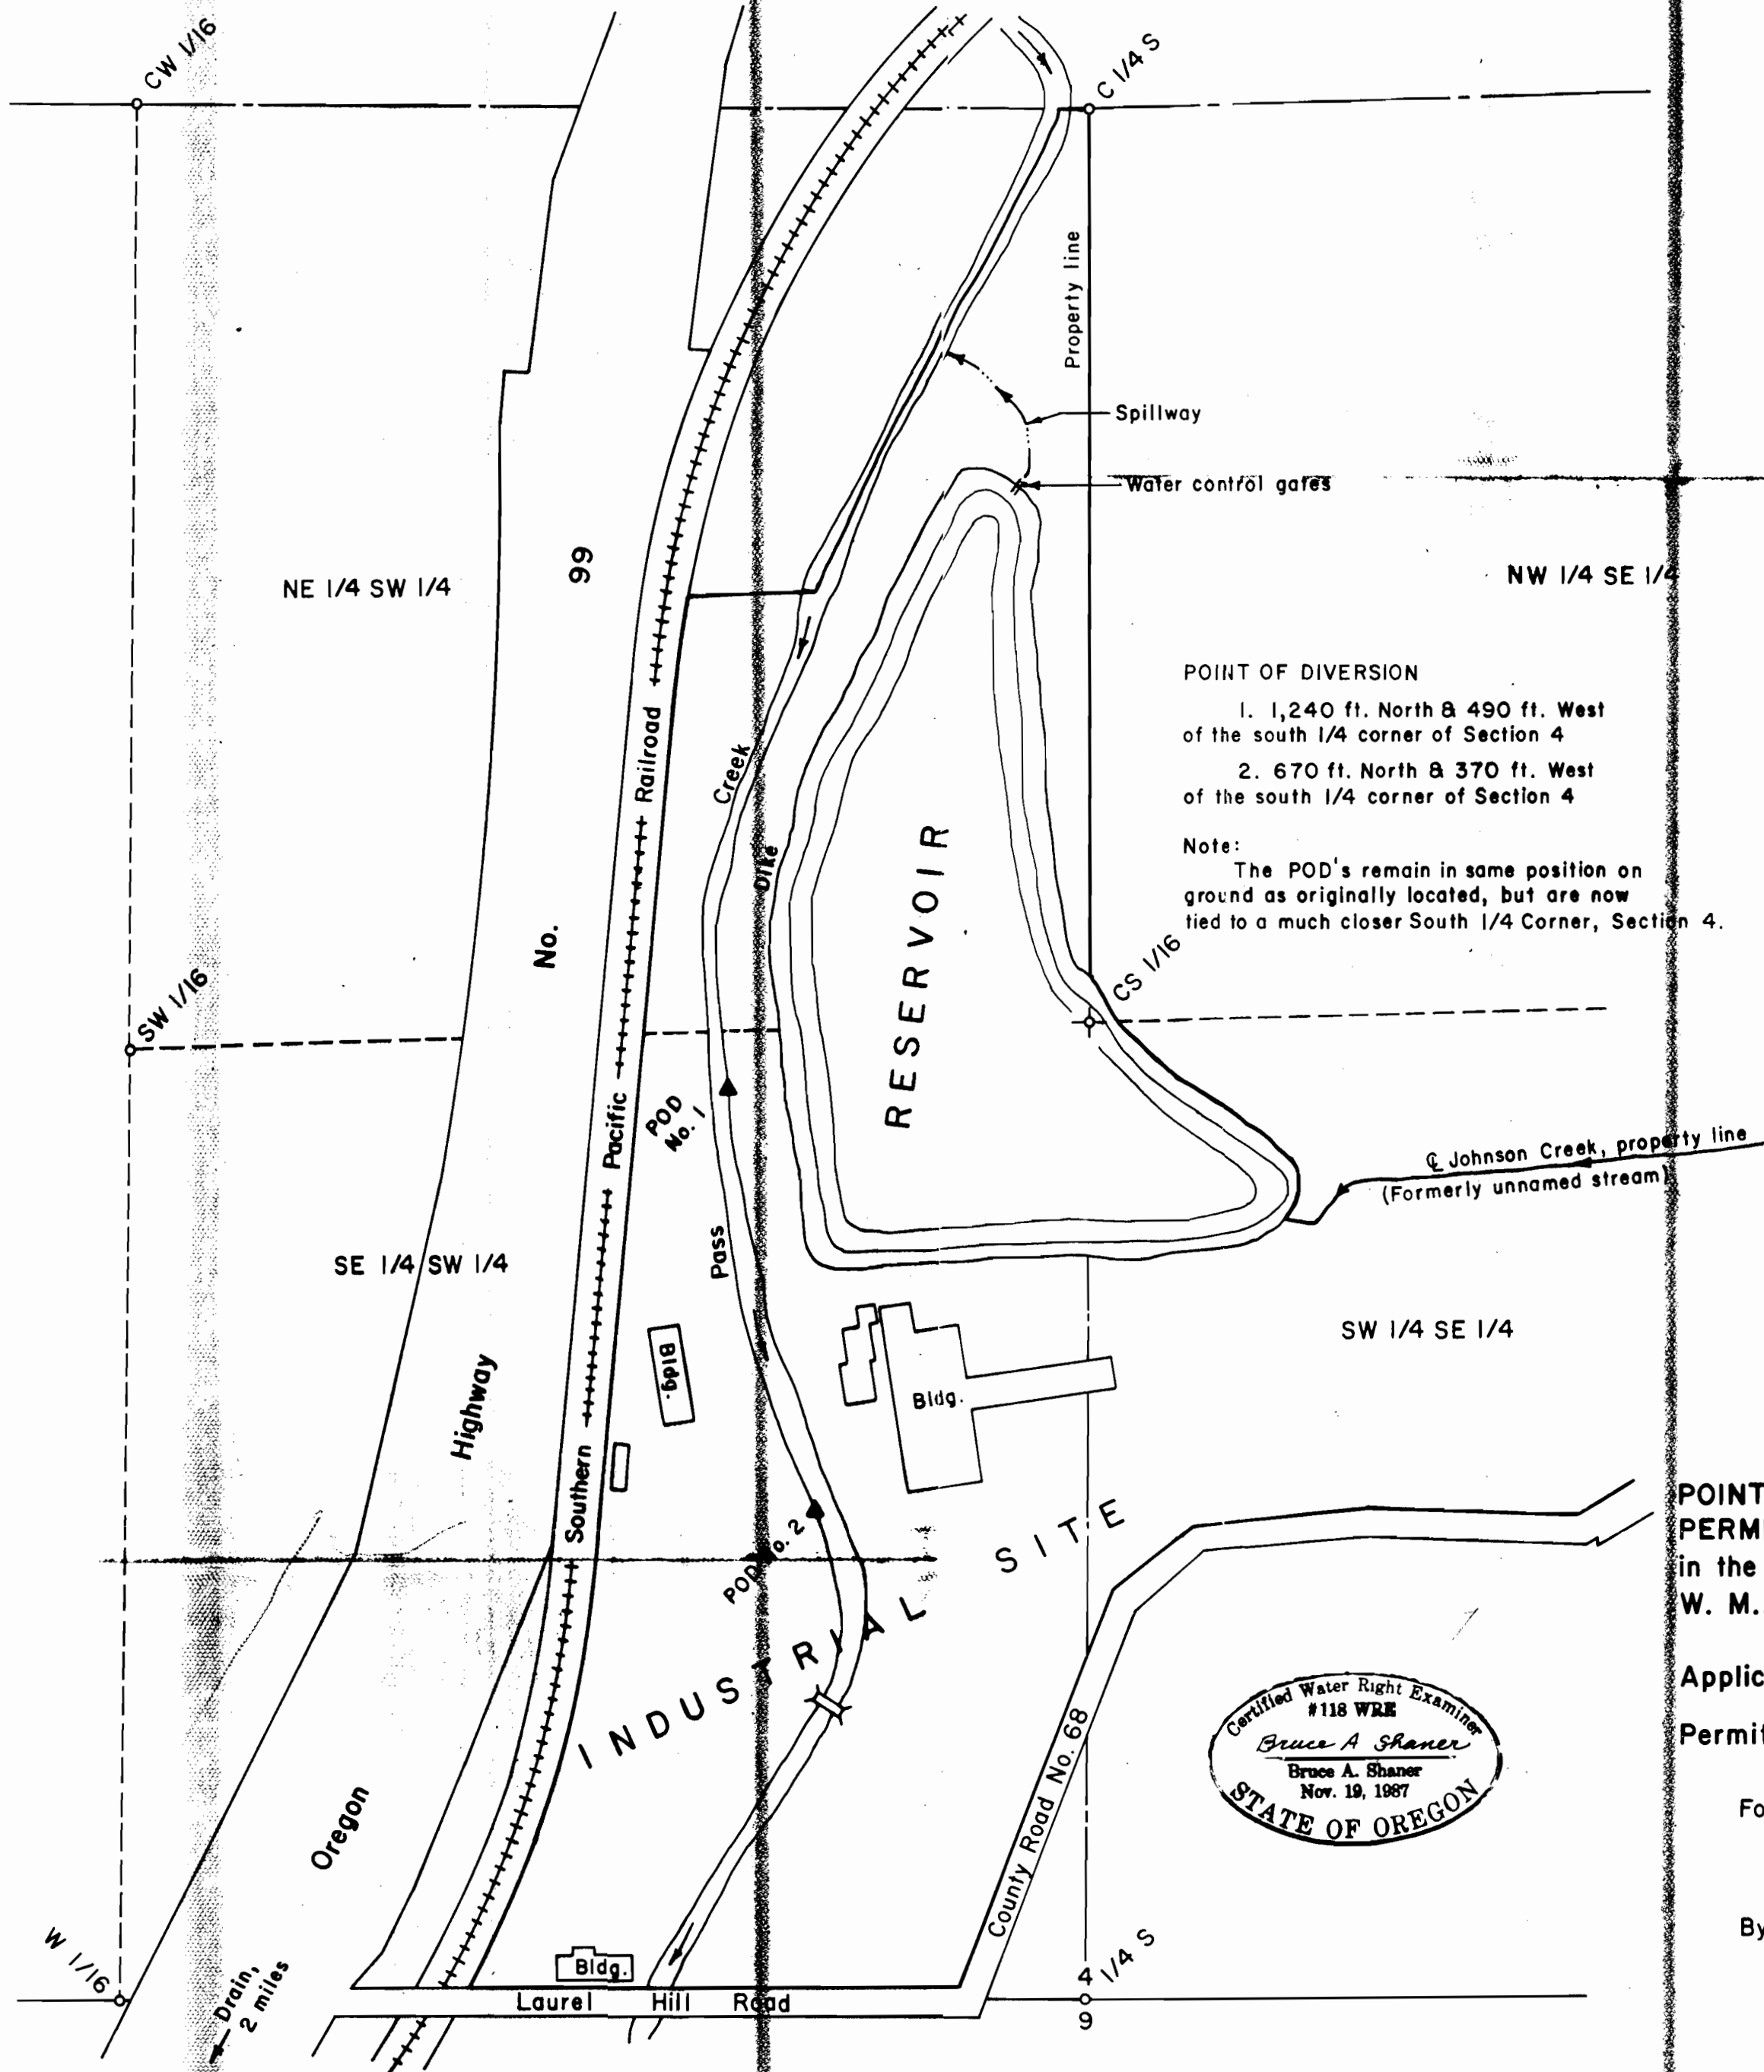 CW 1/16
C 1/4 S
Property line
Spillway
Water control gates
NE 1/4 SW 1/4
99
NW 1/4 SE 1/4
POINT OF DIVERSION
1. 1,240 ft. North & 490 ft. West
of the south 1/4 corner of Section 4
2. 670 ft. North & 370 ft. West
of the south 1/4 corner of Section 4
Note:
The POD's remain in same position on
ground as originally located, but are now
tied to a much closer South 1/4 Corner, Section 4.
Railroad
Creek
Dike
RESERVOIR
No.
SW 1/16
CS 1/16
Pacific
POD
No. 1
℄ Johnson Creek, property line
(Formerly unnamed stream)
Pass
SE 1/4 SW 1/4
SW 1/4 SE 1/4
Bldg.
Bldg.
Highway
Southern
POD No. 2
INDUSTRIAL SITE
POINT
PERM
in the
W. M.
Applic
Permit
Fo
By
Certified Water Right Examiner
#118 WRE
Bruce A Shaner
Bruce A. Shaner
Nov. 19, 1987
STATE OF OREGON
County Road No. 68
Oregon
W 1/16
Drain,
2 miles
Bldg.
Laurel Hill Road
4
1/4 S
9